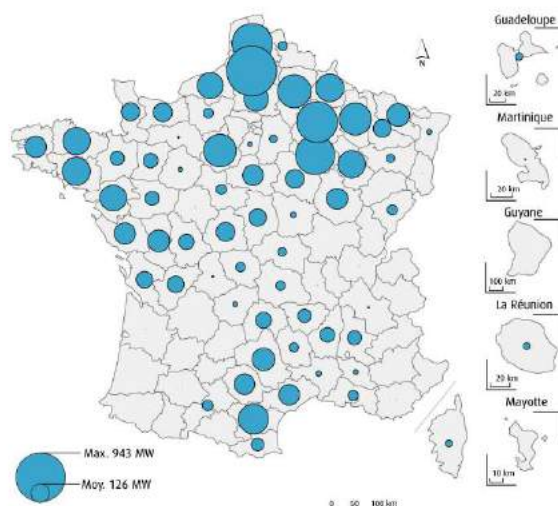 Guadeloupe
N
20 km
Martinique
20 km
Guyane
100 km
La Réunion
20 km
Mayotte
10 km
Max. 943 MW
Moy. 126 MW
0 50 100 km